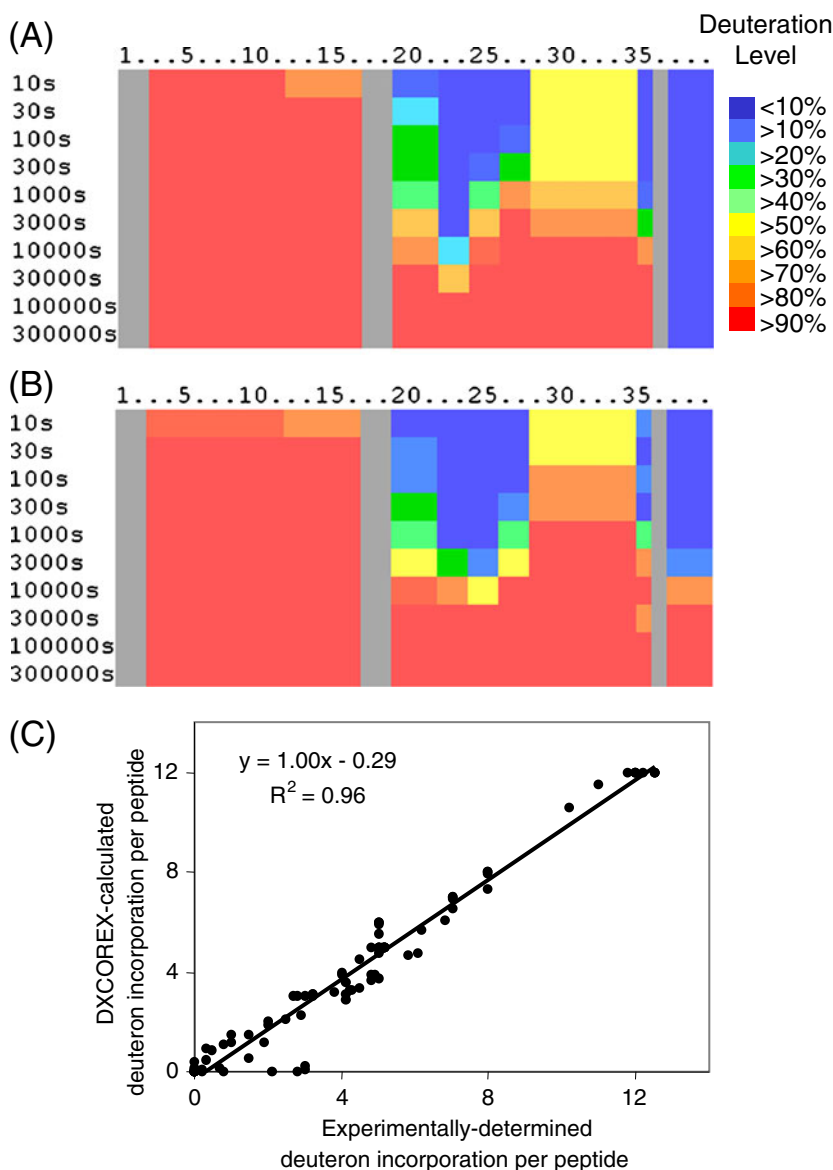 (A)
1...5...10...15...20...25...30...35....
Deuteration
Level
10s
30s
100s
300s
1000s
3000s
10000s
30000s
100000s
300000s
<10%
>10%
>20%
>30%
>40%
>50%
>60%
>70%
>80%
>90%
(B)
1...5...10...15...20...25...30...35....
10s
30s
100s
300s
1000s
3000s
10000s
30000s
100000s
300000s
(C)
y = 1.00x - 0.29
R² = 0.96
DXCOREX-calculated
deuteron incorporation per peptide
12
8
4
0
0 4 8 12
Experimentally-determined
deuteron incorporation per peptide